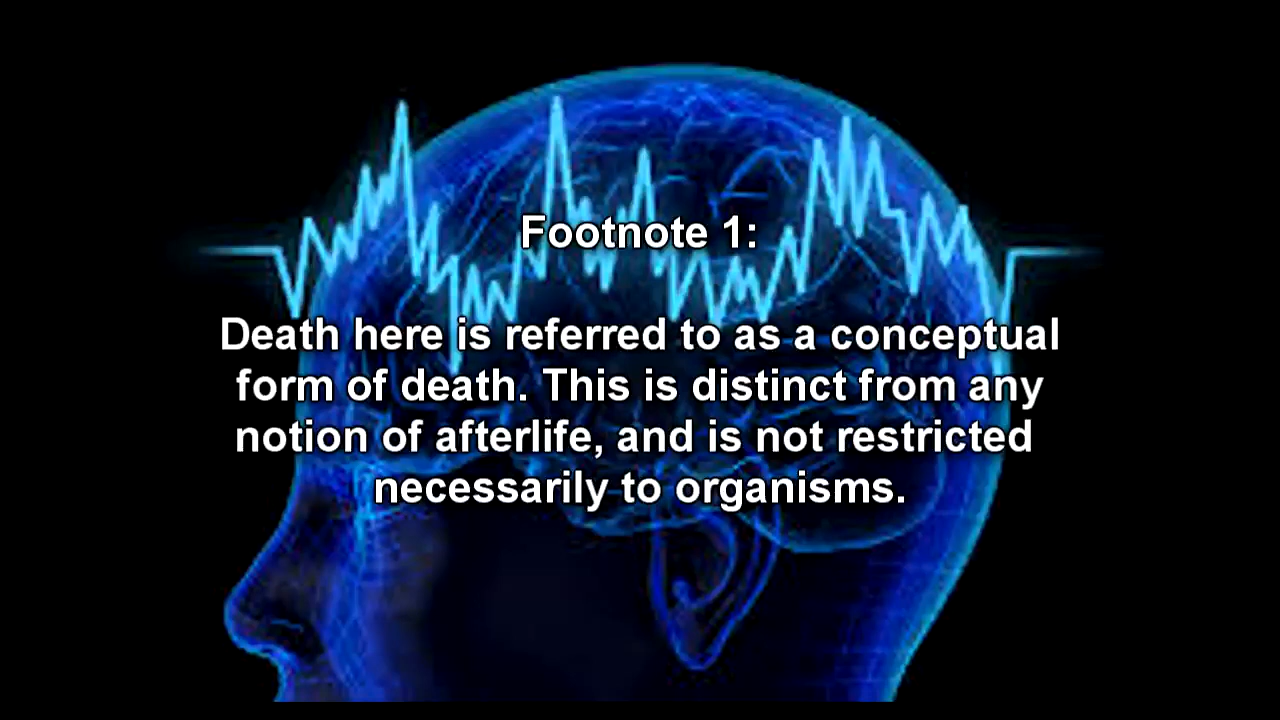 Footnote 1:
Death here is referred to as a conceptual
form of death. This is distinct from any
notion of afterlife, and is not restricted
necessarily to organisms.